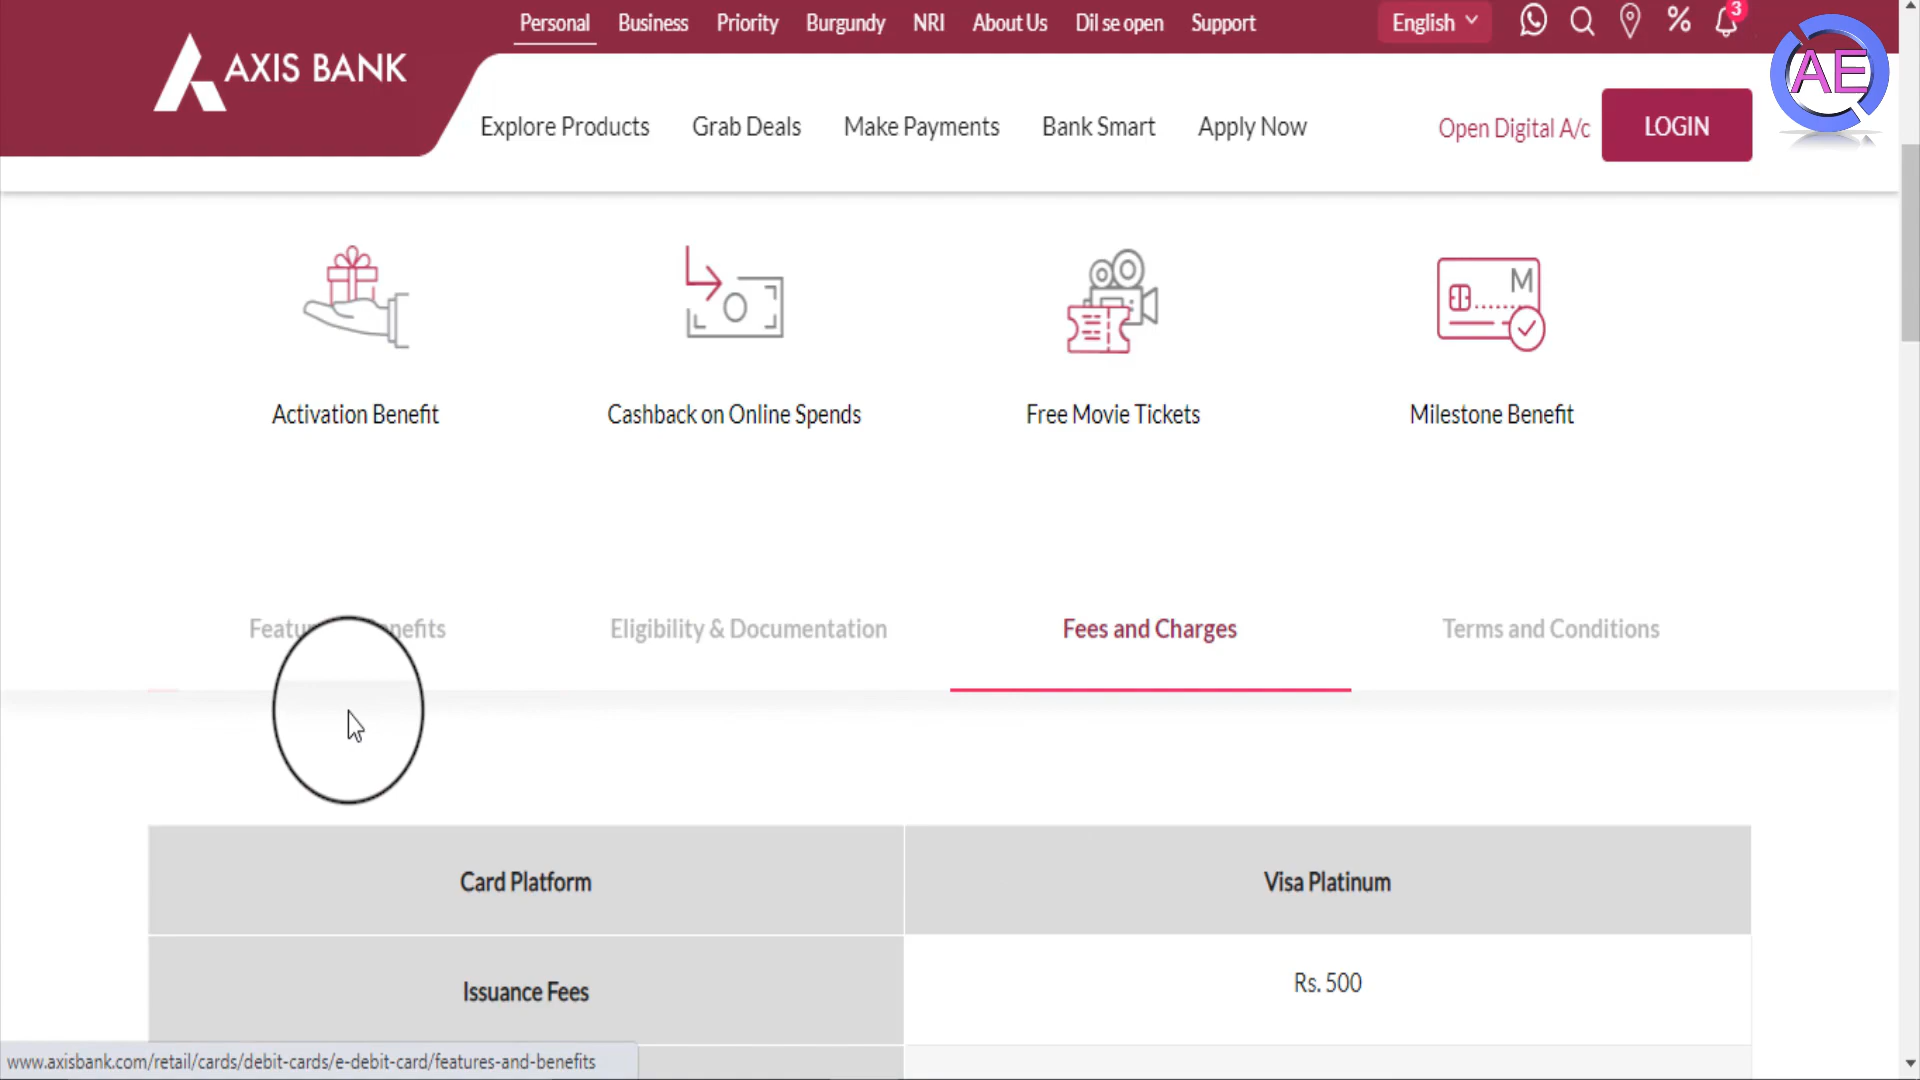 Personal Business Priority Burgundy NRI About Us Dil se open Support English 3
AXIS BANK
AE
Explore Products Grab Deals Make Payments Bank Smart Apply Now Open Digital A/c LOGIN
M
Activation Benefit Cashback on Online Spends Free Movie Tickets Milestone Benefit
Eligibility & Documentation Fees and Charges Terms and Conditions
Card Platform Visa Platinum
Issuance Fees Rs. 500
www.axisbank.com/retail/cards/debit-cards/e-debit-card/features-and-benefits